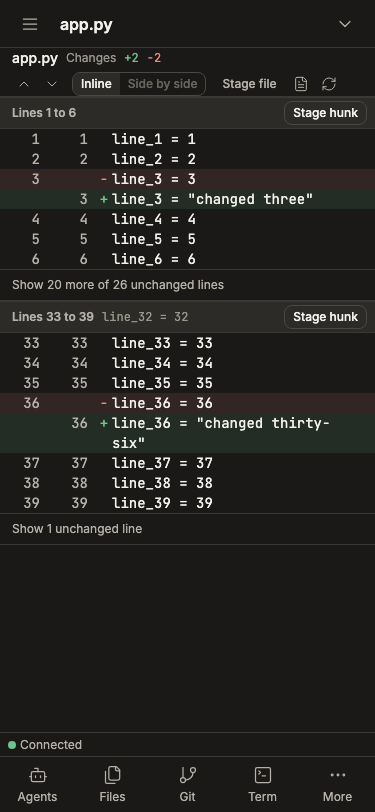 app.py
app.py Changes +2 -2
Inline Side by side Stage file
Lines 1 to 6 Stage hunk
1 1 line_1 = 1
2 2 line_2 = 2
3 - line_3 = 3
3 + line_3 = "changed three"
4 4 line_4 = 4
5 5 line_5 = 5
6 6 line_6 = 6
Show 20 more of 26 unchanged lines
Lines 33 to 39 line_32 = 32 Stage hunk
33 33 line_33 = 33
34 34 line_34 = 34
35 35 line_35 = 35
36 - line_36 = 36
36 + line_36 = "changed thirty-
six"
37 37 line_37 = 37
38 38 line_38 = 38
39 39 line_39 = 39
Show 1 unchanged line
Connected
Agents Files Git Term More